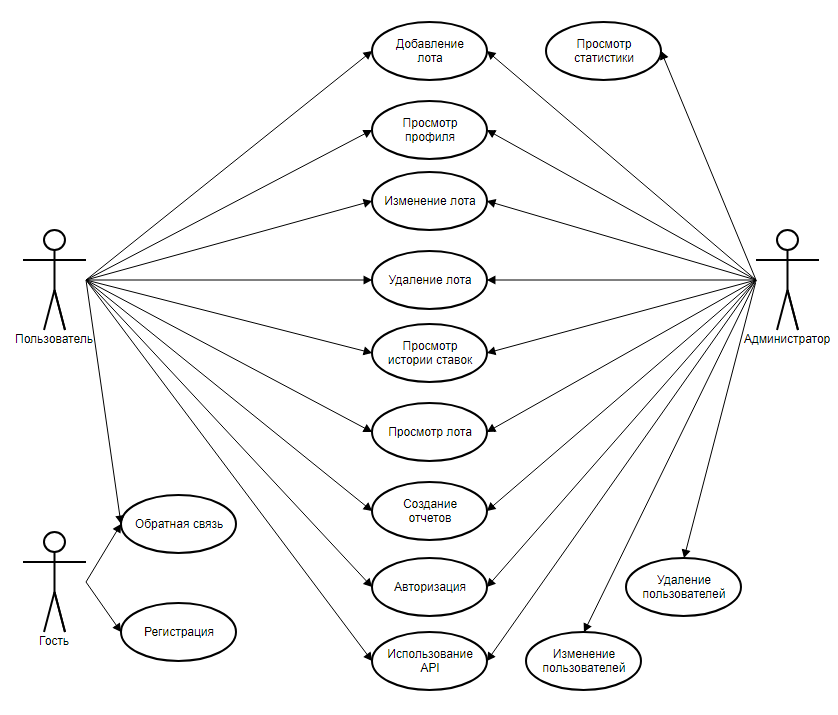 Добавление
лота
Просмотр
статистики
Просмотр
профиля
Изменение лота
Удаление лота
Пользователь
Администратор
Просмотр
истории ставок
Просмотр лота
Создание
отчетов
Обратная связь
Авторизация
Удаление
пользователей
Регистрация
Гость
Использование
API
Изменение
пользователей